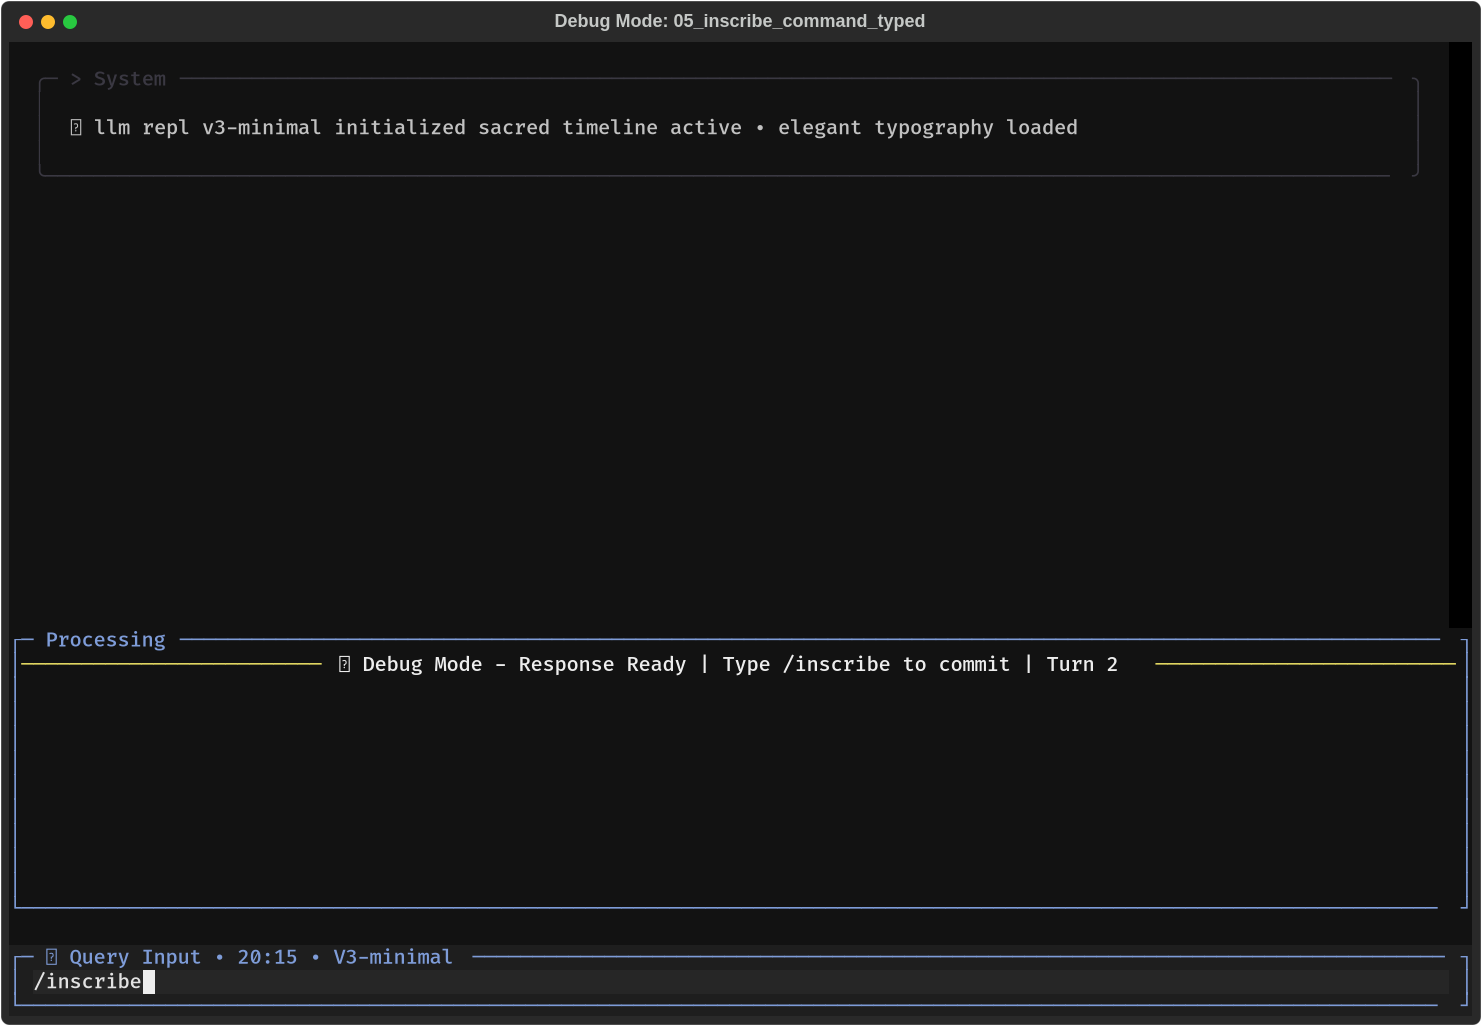 Debug Mode: 05_inscribe_command_typed
> System
llm repl v3-minimal initialized sacred timeline active • elegant typography loaded
Processing
Debug Mode - Response Ready | Type /inscribe to commit | Turn 2
Query Input • 20:15 • V3-minimal
/inscribe